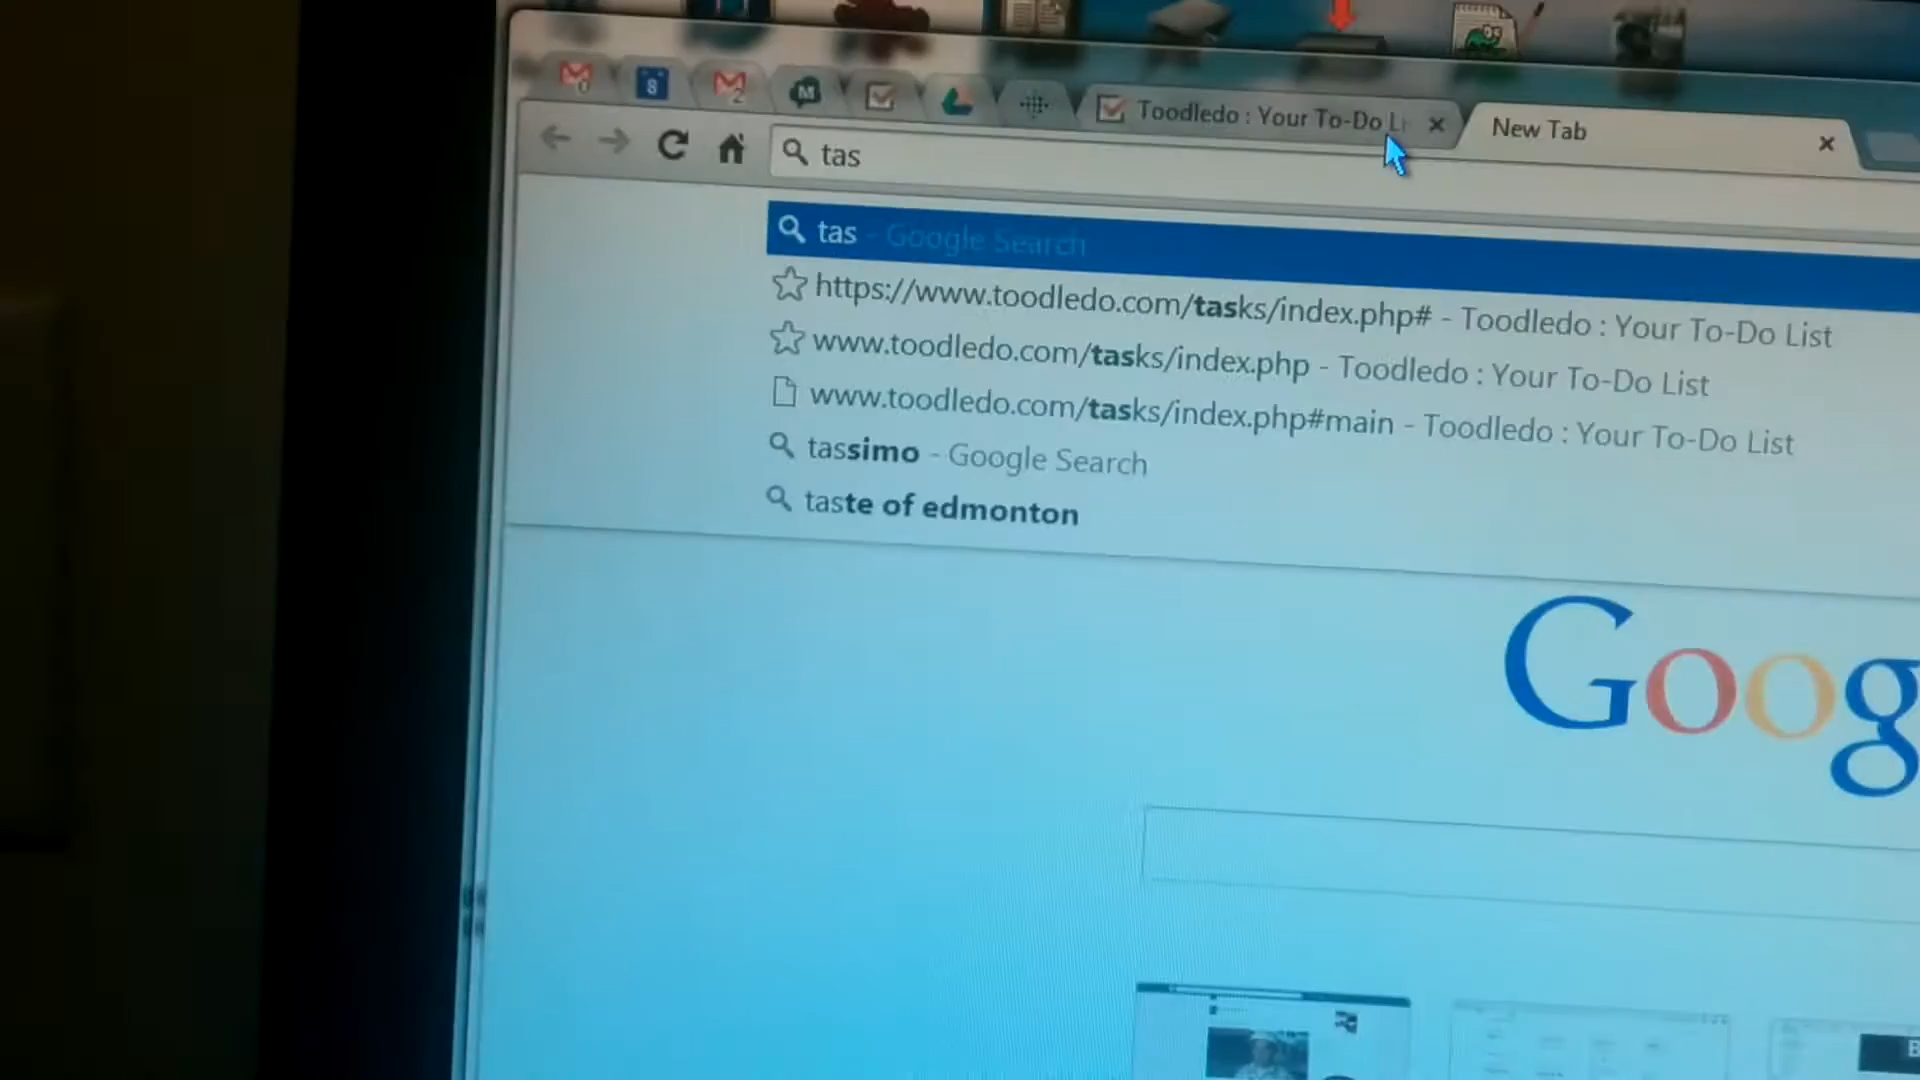 Toodledo : Your To-Do Li
New Tab
tas
tas - Google Search
https://www.toodledo.com/tasks/index.php# - Toodledo : Your To-Do List
www.toodledo.com/tasks/index.php - Toodledo : Your To-Do List
www.toodledo.com/tasks/index.php#main - Toodledo : Your To-Do List
tassimo - Google Search
taste of edmonton
Goog